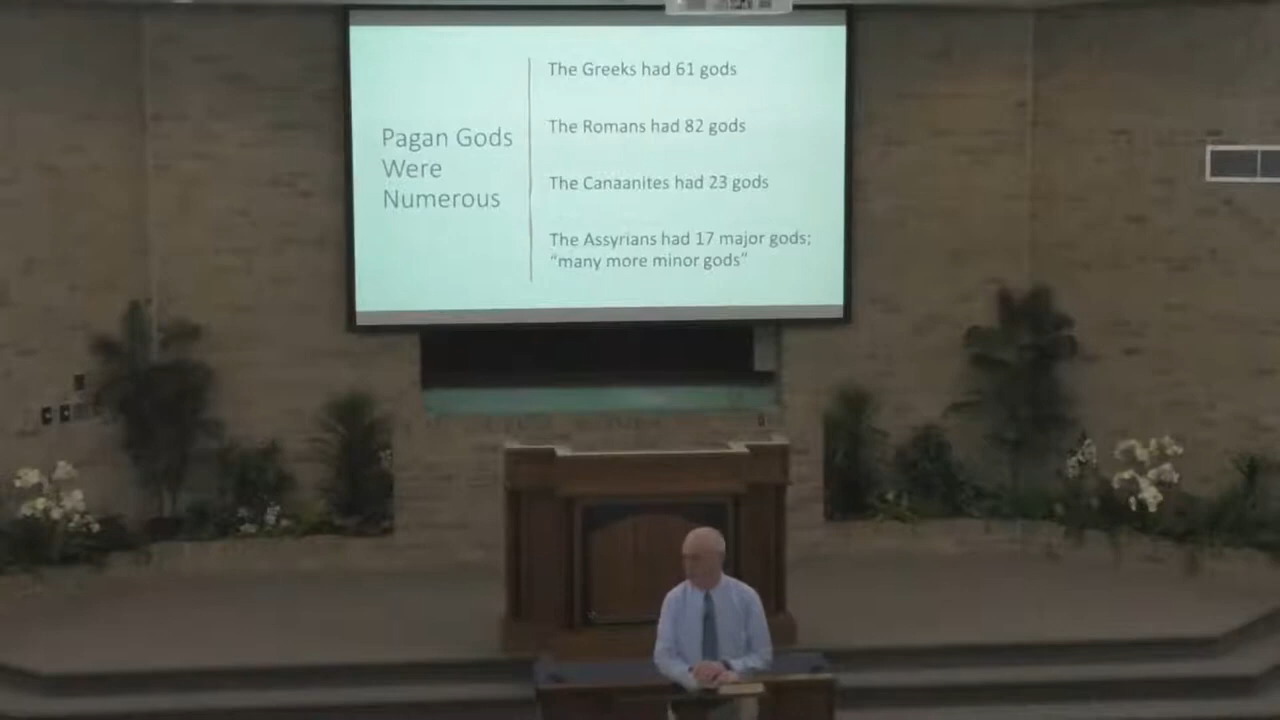 Pagan Gods
Were
Numerous
The Greeks had 61 gods
The Romans had 82 gods
The Canaanites had 23 gods
The Assyrians had 17 major gods;
“many more minor gods”